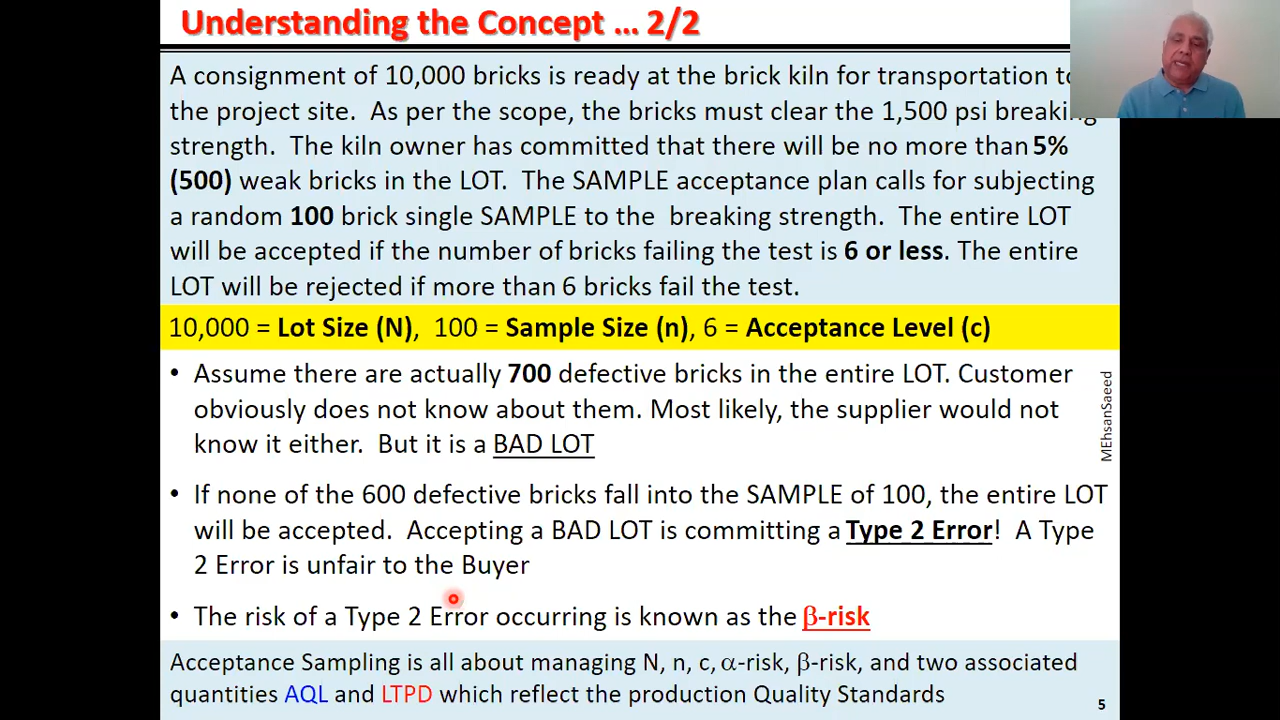 Understanding the Concept ... 2/2
A consignment of 10,000 bricks is ready at the brick kiln for transportation to
the project site. As per the scope, the bricks must clear the 1,500 psi breaking
strength. The kiln owner has committed that there will be no more than 5%
(500) weak bricks in the LOT. The SAMPLE acceptance plan calls for subjecting
a random 100 brick single SAMPLE to the breaking strength. The entire LOT
will be accepted if the number of bricks failing the test is 6 or less. The entire
LOT will be rejected if more than 6 bricks fail the test.
10,000 = Lot Size (N), 100 = Sample Size (n), 6 = Acceptance Level (c)
• Assume there are actually 700 defective bricks in the entire LOT. Customer
obviously does not know about them. Most likely, the supplier would not
know it either. But it is a BAD LOT
• If none of the 600 defective bricks fall into the SAMPLE of 100, the entire LOT
will be accepted. Accepting a BAD LOT is committing a Type 2 Error! A Type
2 Error is unfair to the Buyer
• The risk of a Type 2 Error occurring is known as the β-risk
Acceptance Sampling is all about managing N, n, c, α-risk, β-risk, and two associated
quantities AQL and LTPD which reflect the production Quality Standards
MEhsanSaeed
5